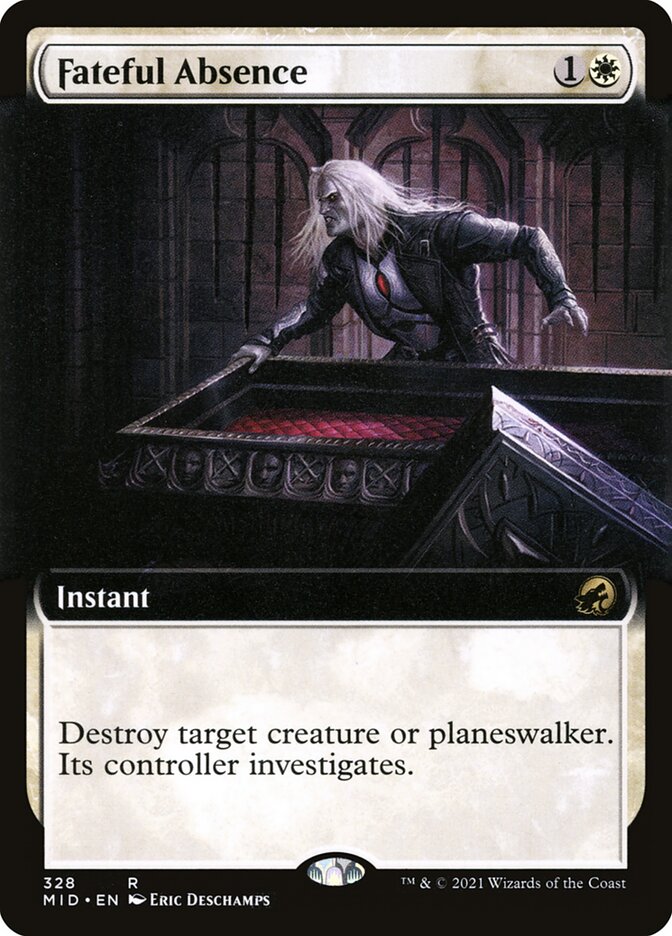 Fateful Absence 1
Instant
Destroy target creature or planeswalker.
Its controller investigates.
328 R
MID • EN Eric Deschamps
™ & © 2021 Wizards of the Coast